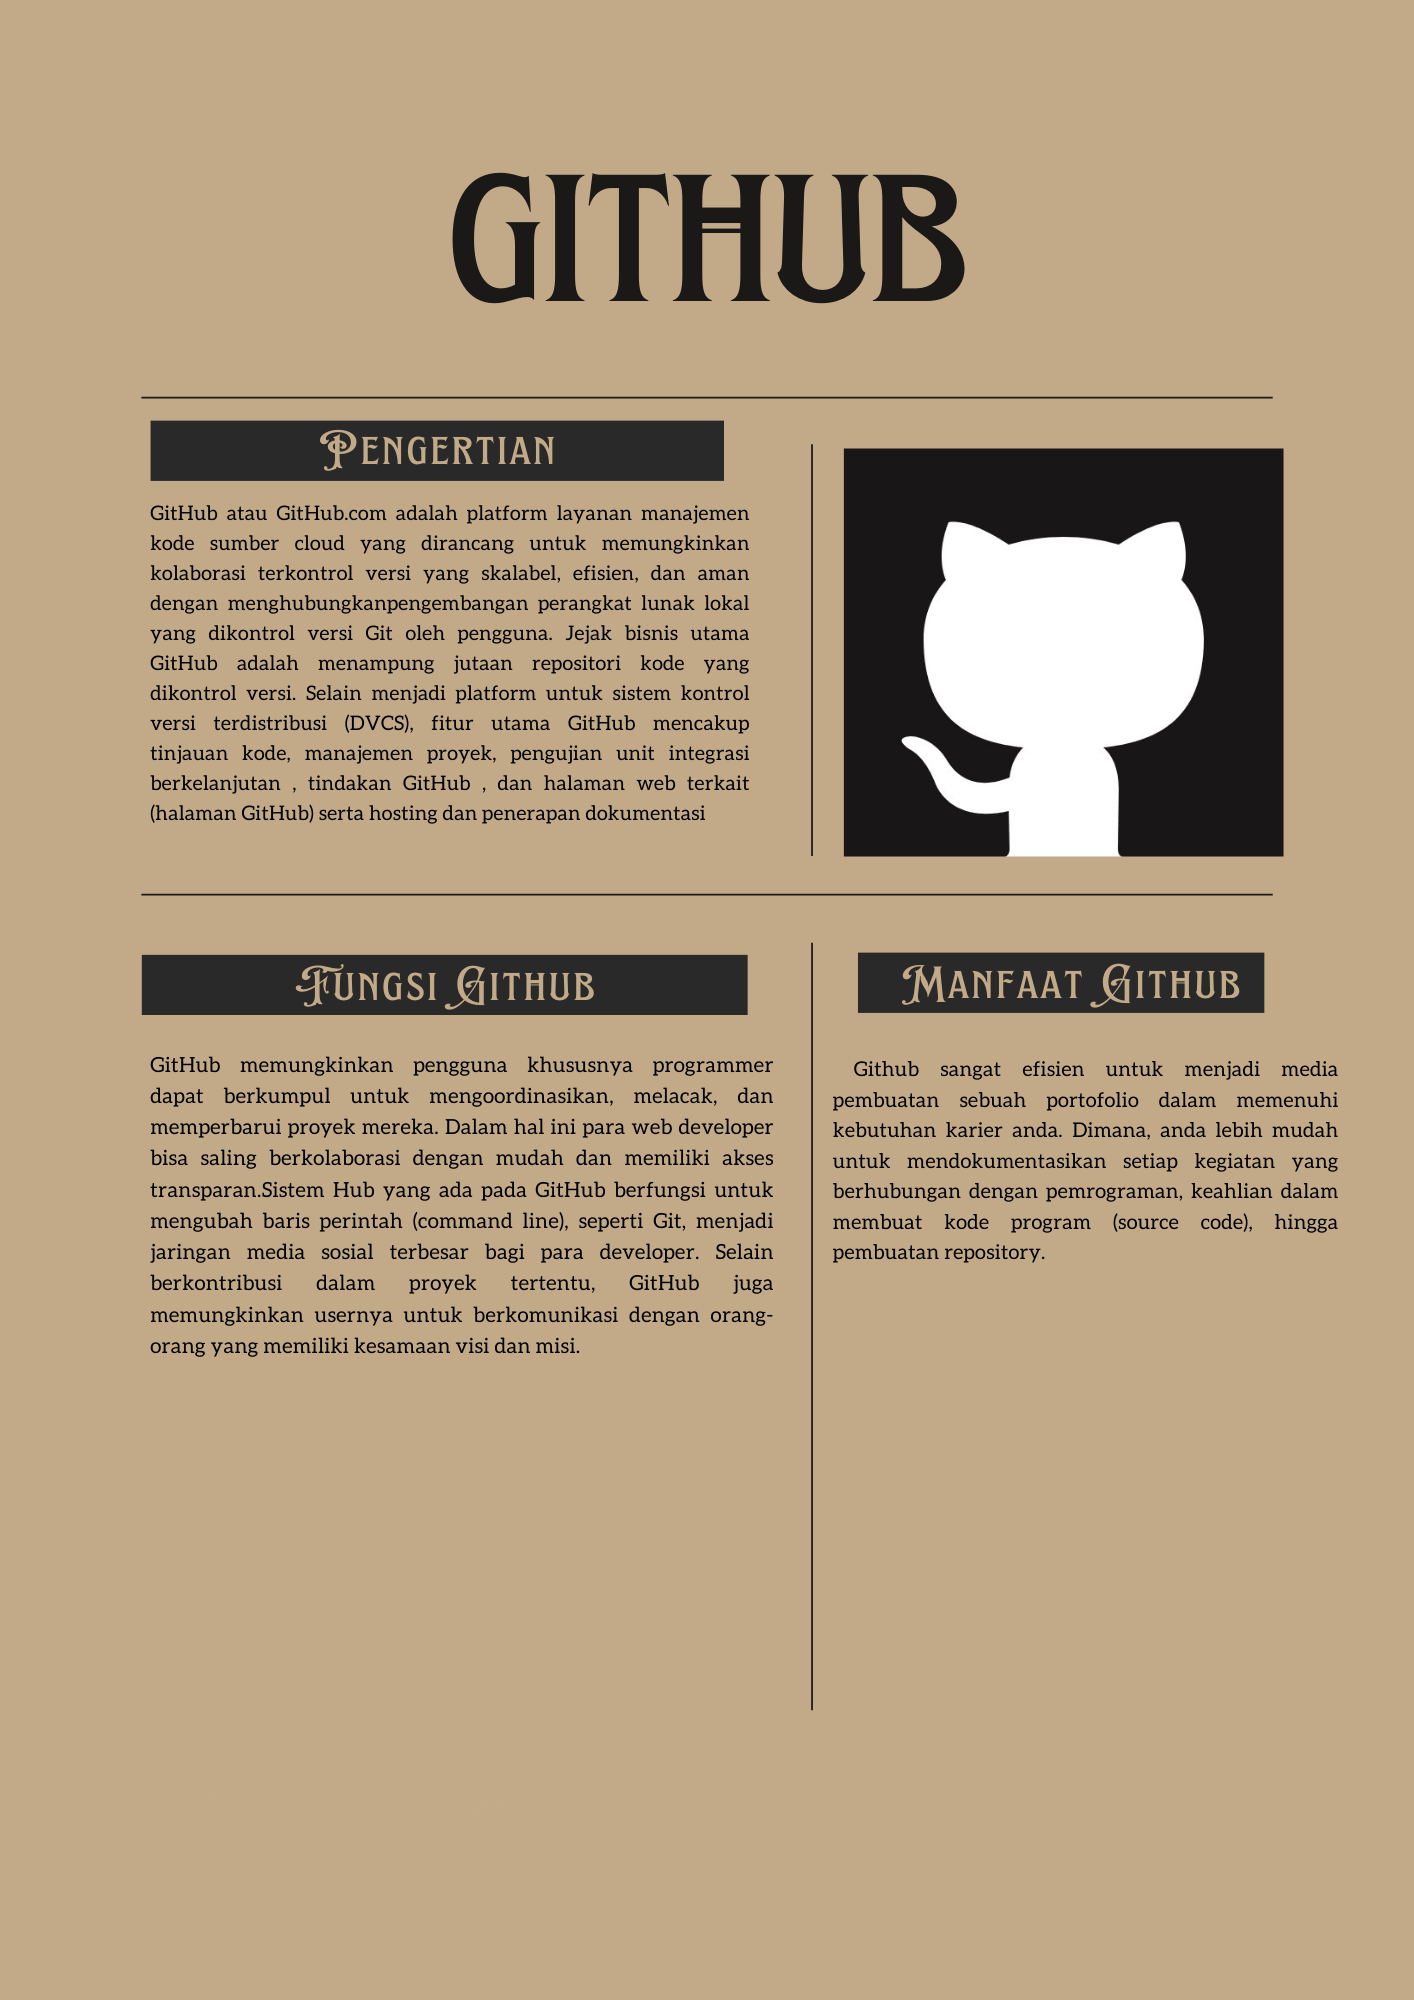 GITHUB
PENGERTIAN
GitHub atau GitHub.com adalah platform layanan manajemen
kode sumber cloud yang dirancang untuk memungkinkan
kolaborasi terkontrol versi yang skalabel, efisien, dan aman
dengan menghubungkanpengembangan perangkat lunak lokal
yang dikontrol versi Git oleh pengguna. Jejak bisnis utama
GitHub adalah menampung jutaan repositori kode yang
dikontrol versi. Selain menjadi platform untuk sistem kontrol
versi terdistribusi (DVCS), fitur utama GitHub mencakup
tinjauan kode, manajemen proyek, pengujian unit integrasi
berkelanjutan , tindakan GitHub , dan halaman web terkait
(halaman GitHub) serta hosting dan penerapan dokumentasi
FUNGSI GITHUB
GitHub memungkinkan pengguna khususnya programmer
dapat berkumpul untuk mengoordinasikan, melacak, dan
memperbarui proyek mereka. Dalam hal ini para web developer
bisa saling berkolaborasi dengan mudah dan memiliki akses
transparan.Sistem Hub yang ada pada GitHub berfungsi untuk
mengubah baris perintah (command line), seperti Git, menjadi
jaringan media sosial terbesar bagi para developer. Selain
berkontribusi dalam proyek tertentu, GitHub juga
memungkinkan usernya untuk berkomunikasi dengan orang-
orang yang memiliki kesamaan visi dan misi.
MANFAAT GITHUB
Github sangat efisien untuk menjadi media
pembuatan sebuah portofolio dalam memenuhi
kebutuhan karier anda. Dimana, anda lebih mudah
untuk mendokumentasikan setiap kegiatan yang
berhubungan dengan pemrograman, keahlian dalam
membuat kode program (source code), hingga
pembuatan repository.